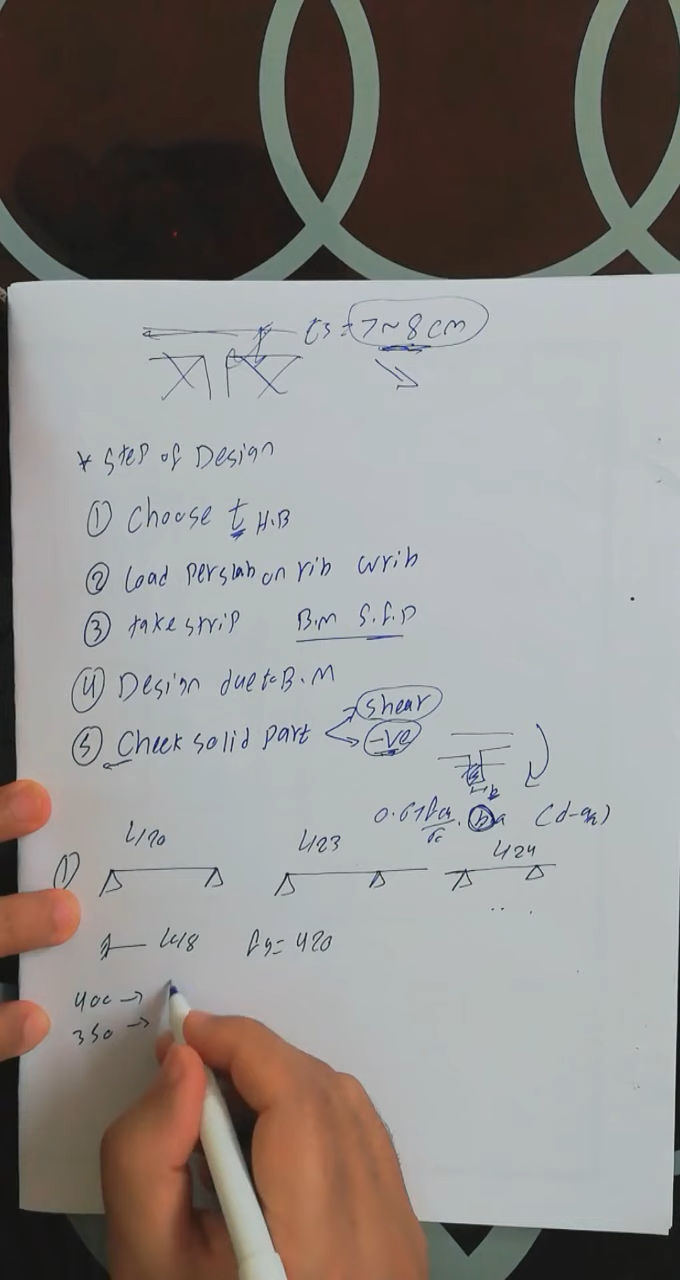 ts = 7 ~ 8 cm
* Step of Design
① Choose t H.B
② Load per slab on rib wrib
③ take strip B.M S.F.D
④ Design due to B.M
⑤ Check solid part shear
-ve
b
0.67 fcu/γc . b a (d-a/2)
① L/20 L/23 L/24
.. .
L/8 fy = 420
400 →
350 →